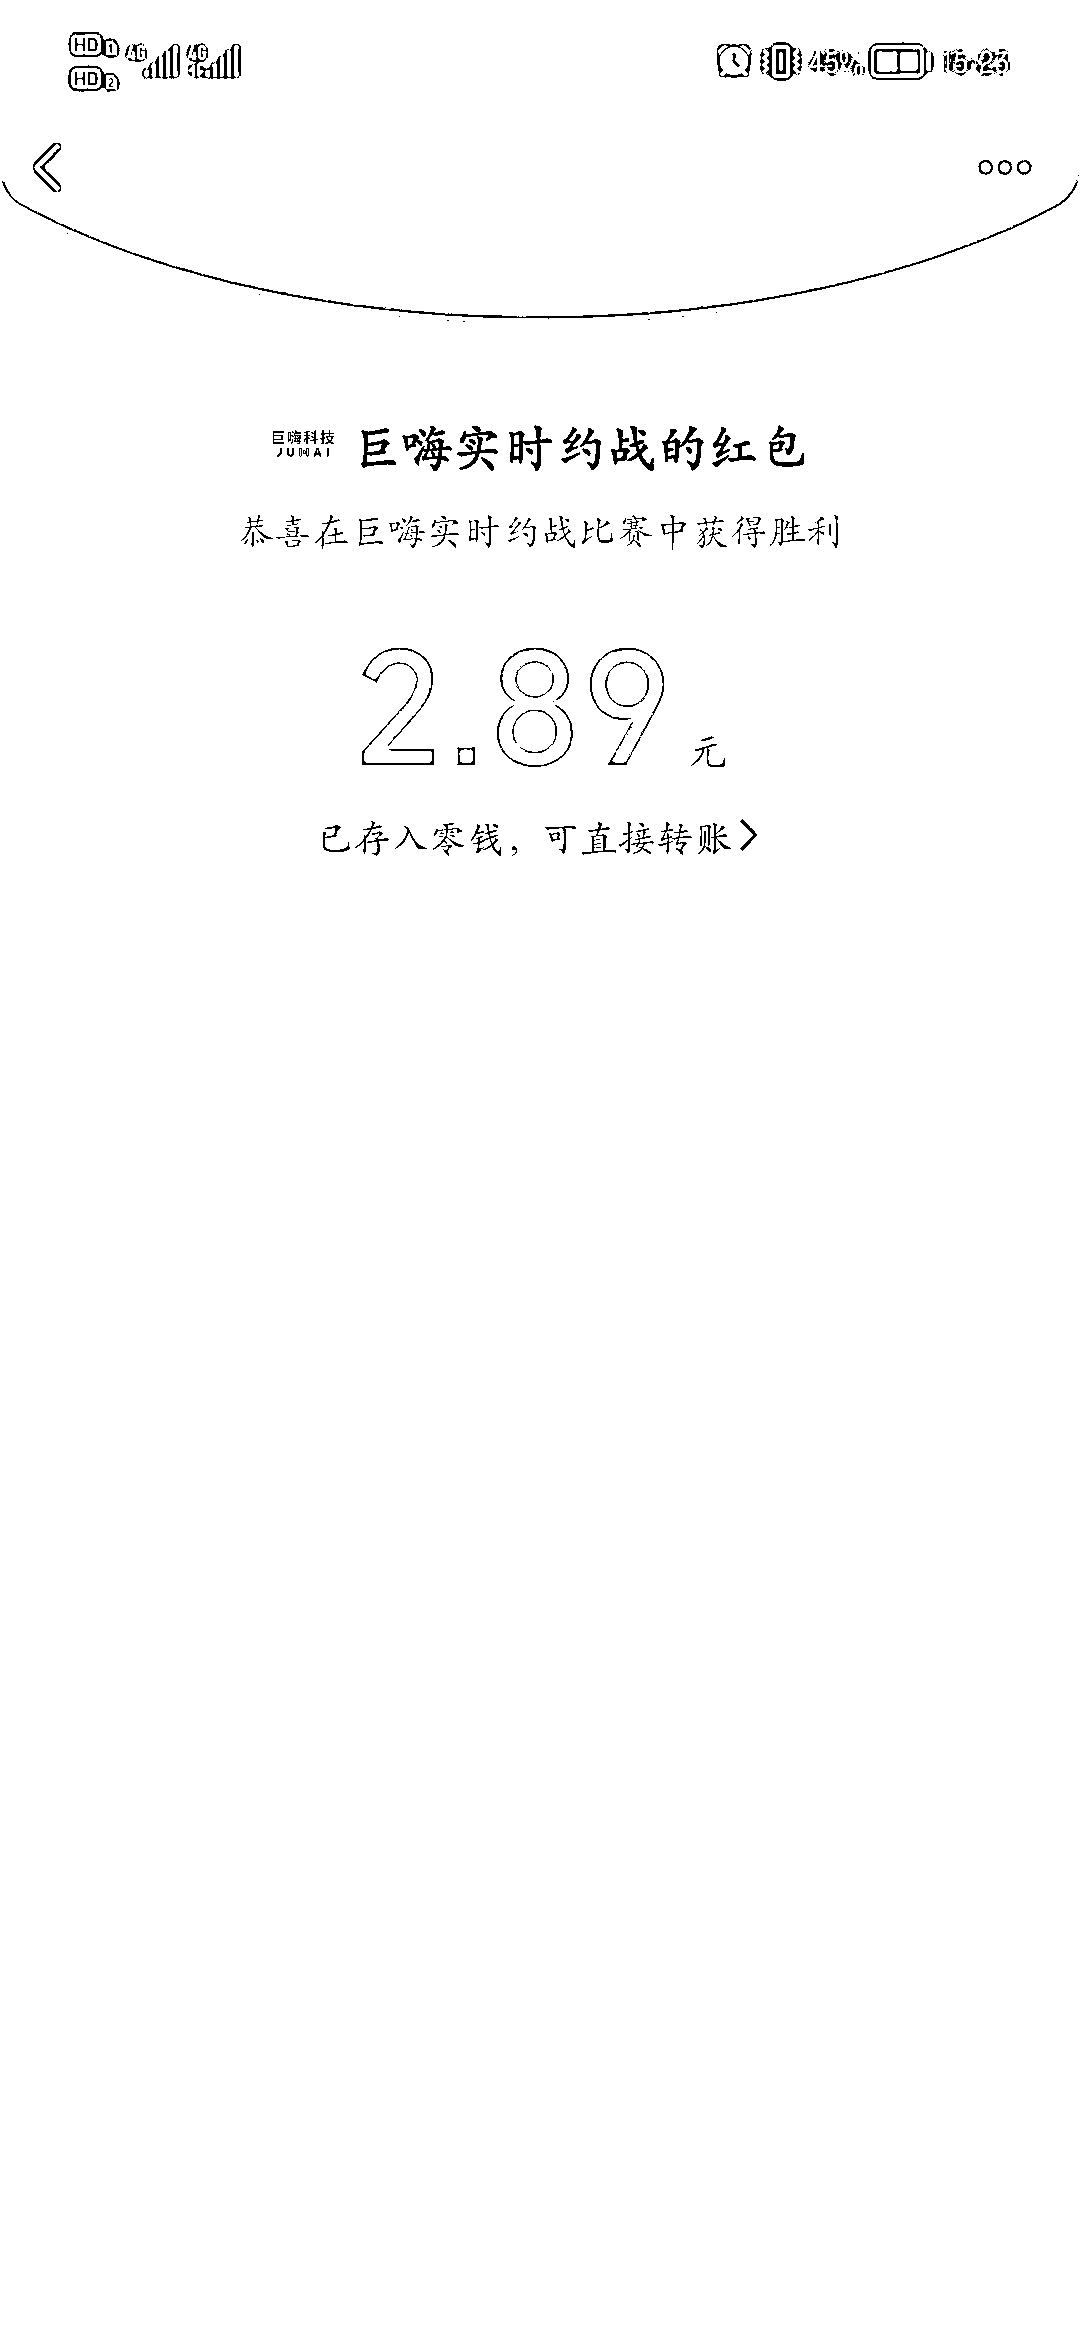 HD 1 4G 4G 45% 15:23
HD 2
巨嗨科技 巨嗨实时约战的红包
JUHAI
恭喜在巨嗨实时约战比赛中获得胜利
2.89 元
已存入零钱，可直接转账